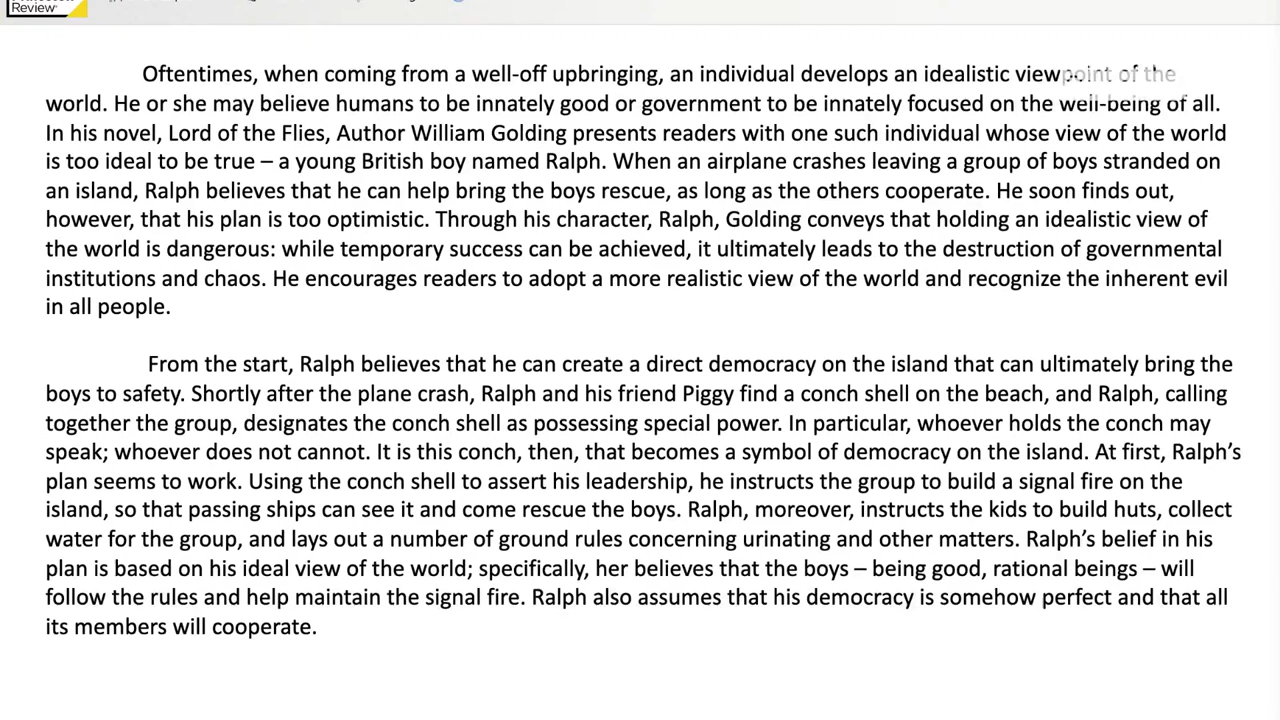 Review
Oftentimes, when coming from a well-off upbringing, an individual develops an idealistic viewpoint of the
world. He or she may believe humans to be innately good or government to be innately focused on the well-being of all.
In his novel, Lord of the Flies, Author William Golding presents readers with one such individual whose view of the world
is too ideal to be true – a young British boy named Ralph. When an airplane crashes leaving a group of boys stranded on
an island, Ralph believes that he can help bring the boys rescue, as long as the others cooperate. He soon finds out,
however, that his plan is too optimistic. Through his character, Ralph, Golding conveys that holding an idealistic view of
the world is dangerous: while temporary success can be achieved, it ultimately leads to the destruction of governmental
institutions and chaos. He encourages readers to adopt a more realistic view of the world and recognize the inherent evil
in all people.
From the start, Ralph believes that he can create a direct democracy on the island that can ultimately bring the
boys to safety. Shortly after the plane crash, Ralph and his friend Piggy find a conch shell on the beach, and Ralph, calling
together the group, designates the conch shell as possessing special power. In particular, whoever holds the conch may
speak; whoever does not cannot. It is this conch, then, that becomes a symbol of democracy on the island. At first, Ralph’s
plan seems to work. Using the conch shell to assert his leadership, he instructs the group to build a signal fire on the
island, so that passing ships can see it and come rescue the boys. Ralph, moreover, instructs the kids to build huts, collect
water for the group, and lays out a number of ground rules concerning urinating and other matters. Ralph’s belief in his
plan is based on his ideal view of the world; specifically, her believes that the boys – being good, rational beings – will
follow the rules and help maintain the signal fire. Ralph also assumes that his democracy is somehow perfect and that all
its members will cooperate.